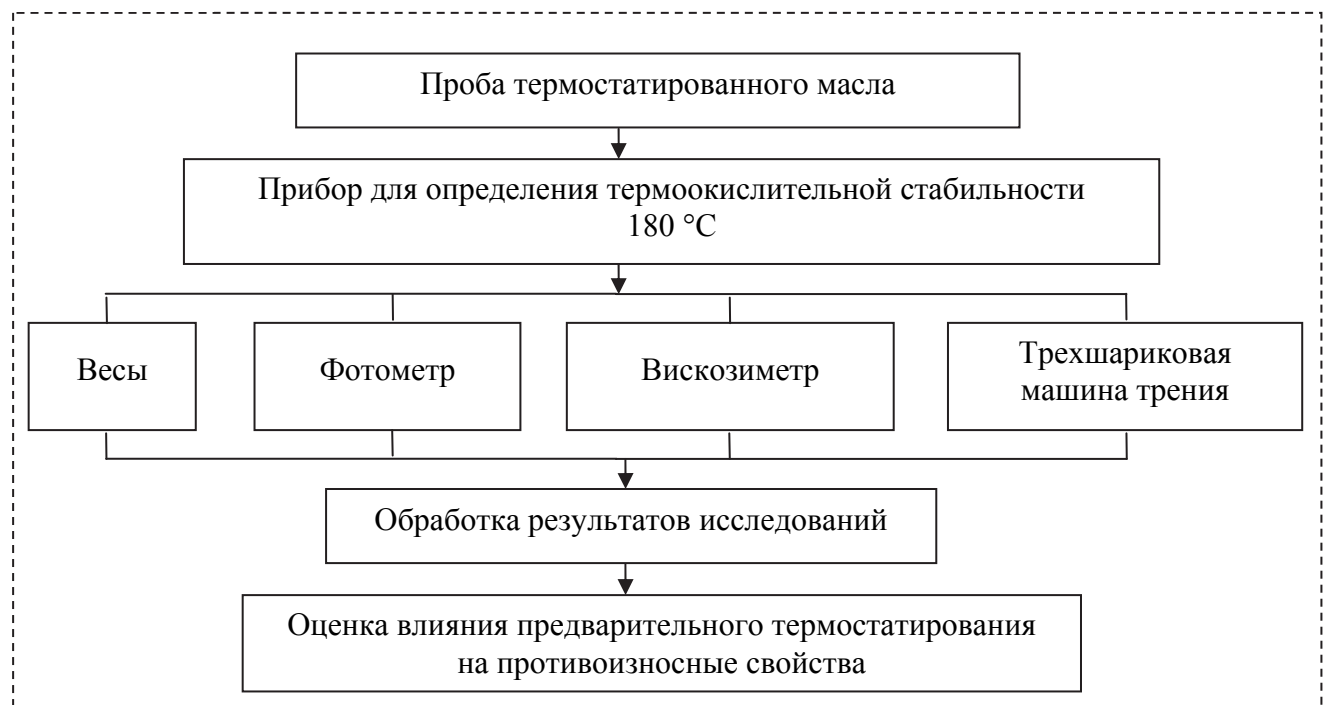 Проба термостатированного масла
Прибор для определения термоокислительной стабильности
180 °С
Весы
Фотометр
Вискозиметр
Трехшариковая
машина трения
Обработка результатов исследований
Оценка влияния предварительного термостатирования
на противоизносные свойства